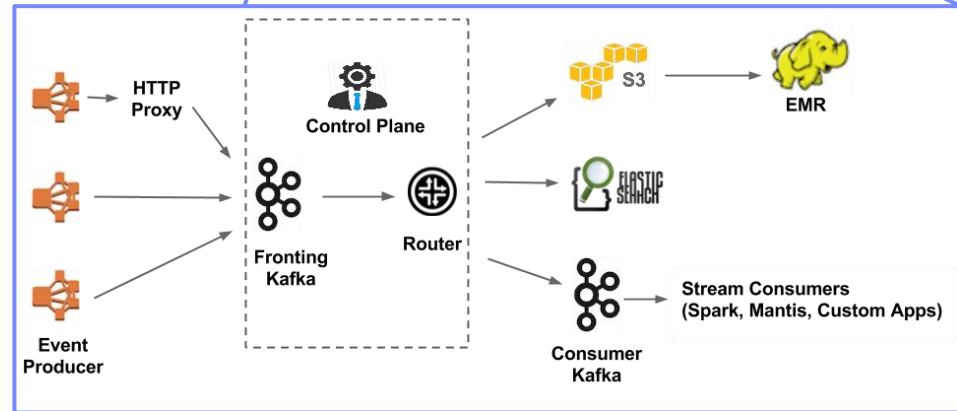 HTTP
Proxy
Control Plane
Fronting
Kafka
Router
S3
EMR
ELASTIC
SEARCH
Event
Producer
Consumer
Kafka
Stream Consumers
(Spark, Mantis, Custom Apps)